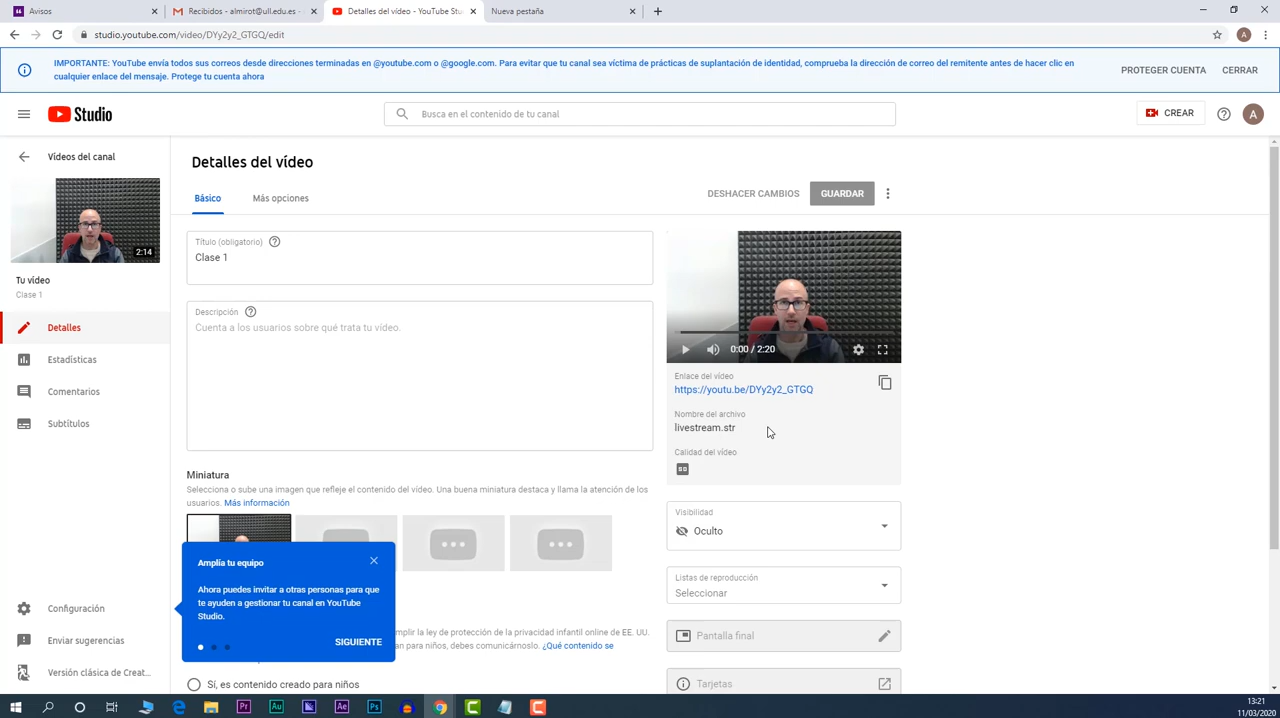 Avisos
Recibidos - almirot@ull.edu.es -
Detalles del vídeo - YouTube Stu
Nueva pestaña
studio.youtube.com/video/DYy2y2_GTGQ/edit
A
IMPORTANTE: YouTube envía todos sus correos desde direcciones terminadas en @youtube.com o @google.com. Para evitar que tu canal sea víctima de prácticas de suplantación de identidad, comprueba la dirección de correo del remitente antes de hacer clic en
cualquier enlace del mensaje. Protege tu cuenta ahora
PROTEGER CUENTA
CERRAR
Studio
Busca en el contenido de tu canal
CREAR
A
Vídeos del canal
2:14
Tu vídeo
Clase 1
Detalles
Estadísticas
Comentarios
Subtítulos
Configuración
Enviar sugerencias
Versión clásica de Creat...
Detalles del vídeo
Básico
Más opciones
DESHACER CAMBIOS
GUARDAR
Título (obligatorio)
Clase 1
Descripción
Cuenta a los usuarios sobre qué trata tu vídeo.
Miniatura
Selecciona o sube una imagen que refleje el contenido del vídeo. Una buena miniatura destaca y llama la atención de los
usuarios. Más información
Amplía tu equipo
Ahora puedes invitar a otras personas para que
te ayuden a gestionar tu canal en YouTube
Studio.
SIGUIENTE
mplir la ley de protección de la privacidad infantil online de EE. UU.
an para niños, debes comunicárnoslo. ¿Qué contenido se
Sí, es contenido creado para niños
0:00 / 2:20
Enlace del vídeo
https://youtu.be/DYy2y2_GTGQ
Nombre del archivo
livestream.str
Calidad del vídeo
SD
Visibilidad
Oculto
Listas de reproducción
Seleccionar
Pantalla final
Tarjetas
Pr
Au
Ae
Ps
13:21
11/03/2020